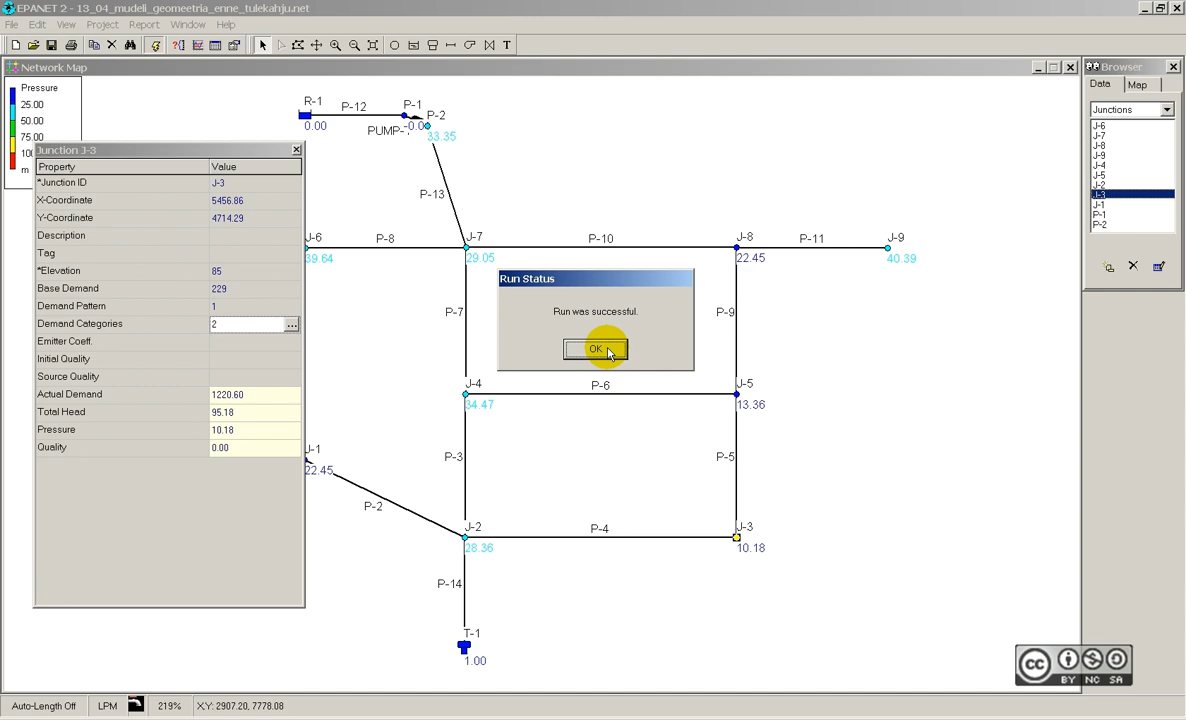 EPANET 2 - 13_04_mudeli_geomeetria_enne_tulekahju.net
File Edit View Project Report Window Help
Network Map
Pressure
25.00
50.00
75.00
m
Junction J-3
Property Value
*Junction ID J-3
X-Coordinate 5456.86
Y-Coordinate 4714.29
Description
Tag
*Elevation 85
Base Demand 229
Demand Pattern 1
Demand Categories 2
Emitter Coeff.
Initial Quality
Source Quality
Actual Demand 1220.60
Total Head 95.18
Pressure 10.18
Quality 0.00
R-1
0.00
P-12
P-1
-0.0
PUMP-
P-2
33.35
P-13
J-6
39.64
P-8
J-7
29.05
P-10
J-8
22.45
P-11
J-9
40.39
P-7
P-9
Run Status
Run was successful.
OK
J-4
34.47
P-6
J-5
13.36
J-1
22.45
P-3
P-5
P-2
J-2
28.36
P-4
J-3
10.18
P-14
T-1
1.00
Browser
Data Map
Junctions
J-6
J-7
J-8
J-9
J-4
J-5
J-2
J-3
J-1
P-1
P-2
cc
BY NC SA
Auto-Length Off LPM 219% X,Y: 2907.20, 7778.08